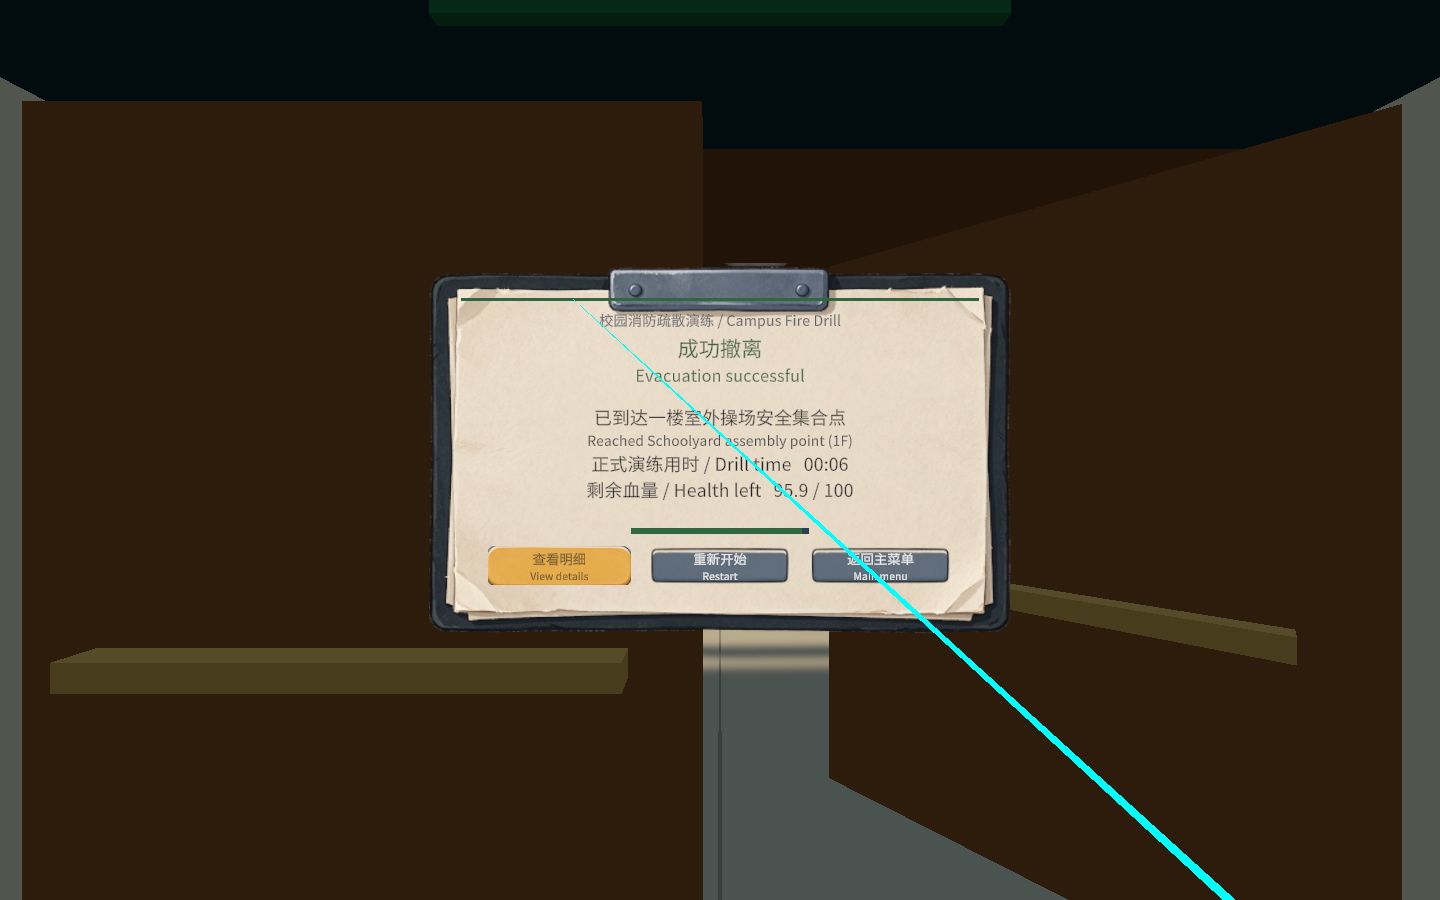 校园消防疏散演练 / Campus Fire Drill
成功撤离
Evacuation successful
已到达一楼室外操场安全集合点
Reached Schoolyard assembly point (1F)
正式演练用时 / Drill time 00:06
剩余血量 / Health left 95.9 / 100
查看明细
View details
重新开始
Restart
返回主菜单
Main menu